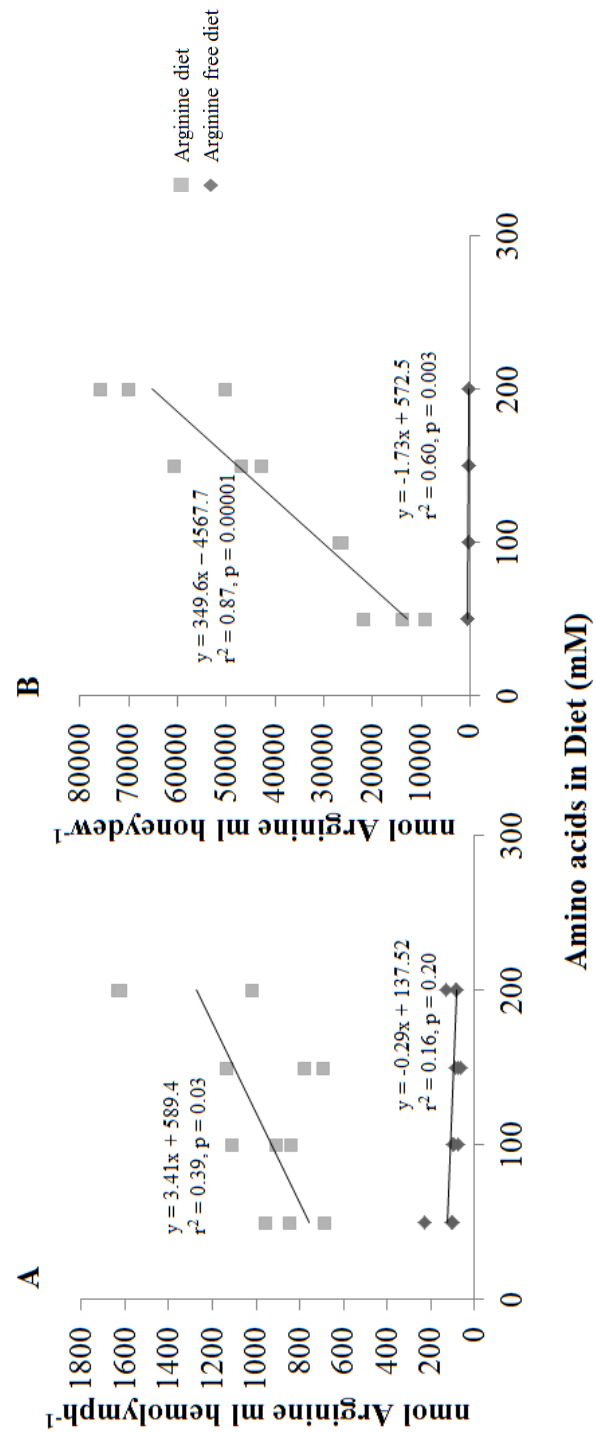 A
nmol Arginine ml hemolymph-1
1800
1600
1400
1200
1000
800
600
400
200
0
0
100
200
300
y = 3.41x + 589.4
r2 = 0.39, p = 0.03
y = -0.29x + 137.52
r2 = 0.16, p = 0.20
B
nmol Arginine ml honeydew-1
80000
70000
60000
50000
40000
30000
20000
10000
0
0
100
200
300
y = 349.6x – 4567.7
r2 = 0.87, p = 0.00001
y = -1.73x + 572.5
r2 = 0.60, p = 0.003
Arginine diet
Arginine free diet
Amino acids in Diet (mM)